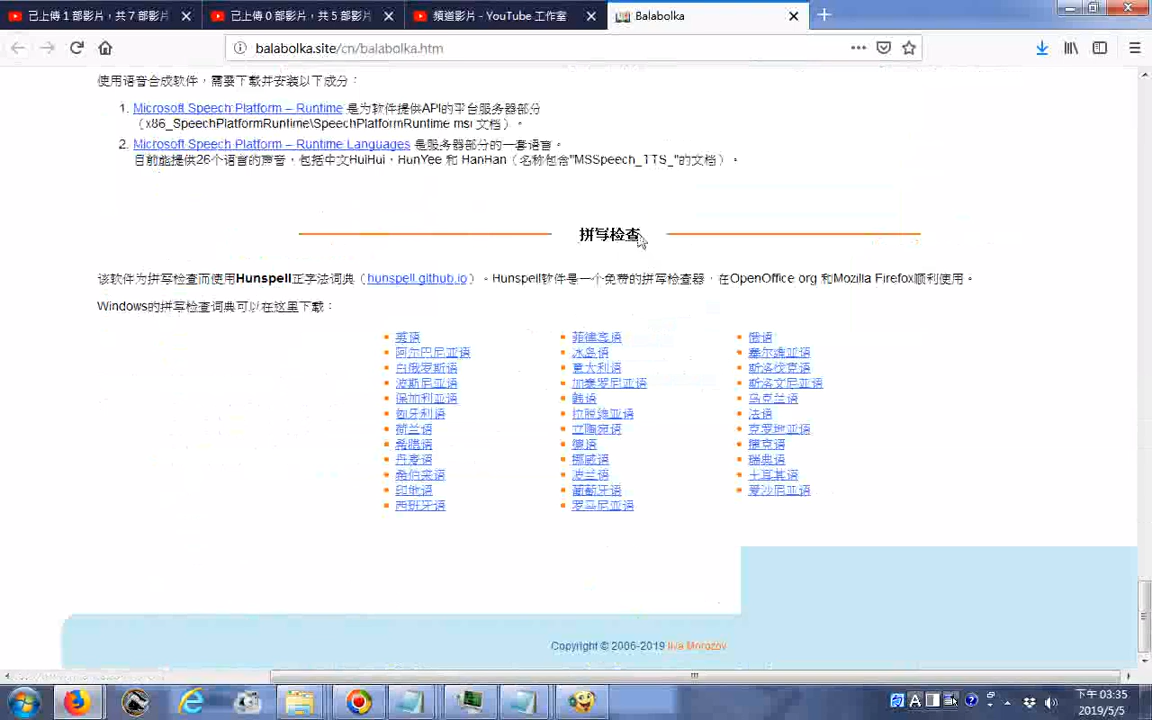 已上傳 1 部影片，共 7 部影片
已上傳 0 部影片，共 5 部影片
頻道影片 - YouTube 工作室
Balabolka
balabolka.site/cn/balabolka.htm
使用语音合成软件，需要下载并安装以下成分：
1. Microsoft Speech Platform – Runtime 是为软件提供API的平台服务器部分
（x86_SpeechPlatformRuntime\SpeechPlatformRuntime msi 文档）。
2. Microsoft Speech Platform – Runtime Languages 是服务器部分的一套语音。
目前能提供26个语言的声音，包括中文HuiHui，HunYee 和 HanHan（名称包含"MSSpeech_TTS_"的文档）。
拼写检查
该软件为拼写检查而使用Hunspell正字法词典（hunspell.github.io）。Hunspell软件是一个免费的拼写检查器，在OpenOffice org 和Mozilla Firefox顺利使用。
Windows的拼写检查词典可以在这里下载：
英语
阿尔巴尼亚语
白俄罗斯语
波斯尼亚语
保加利亚语
匈牙利语
荷兰语
希腊语
丹麦语
希伯来语
印地语
西班牙语
菲律宾语
冰岛语
意大利语
加泰罗尼亚语
韩语
拉脱维亚语
立陶宛语
德语
挪威语
波兰语
葡萄牙语
罗马尼亚语
俄语
塞尔维亚语
斯洛伐克语
斯洛文尼亚语
乌克兰语
法语
克罗地亚语
捷克语
瑞典语
土耳其语
爱沙尼亚语
Copyright © 2006-2019 Ilya Morozov
下午 03:35
2019/5/5